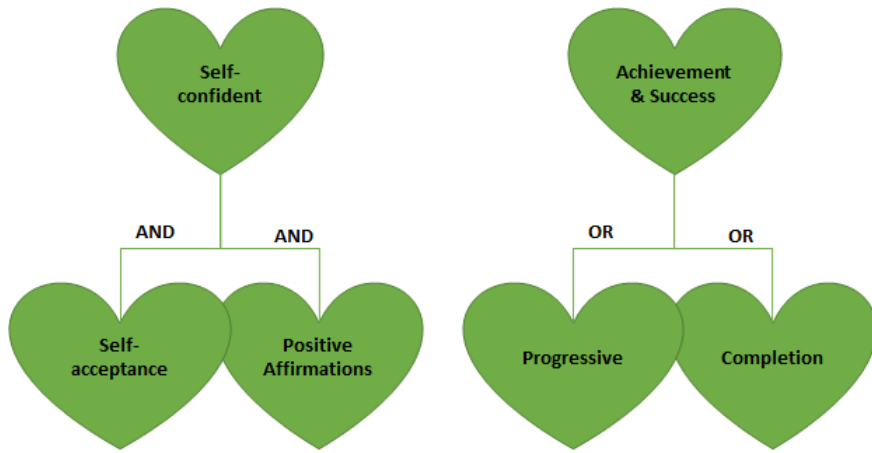 Self-
confident
Achievement
& Success
AND
AND
OR
OR
Self-
acceptance
Positive
Affirmations
Progressive
Completion